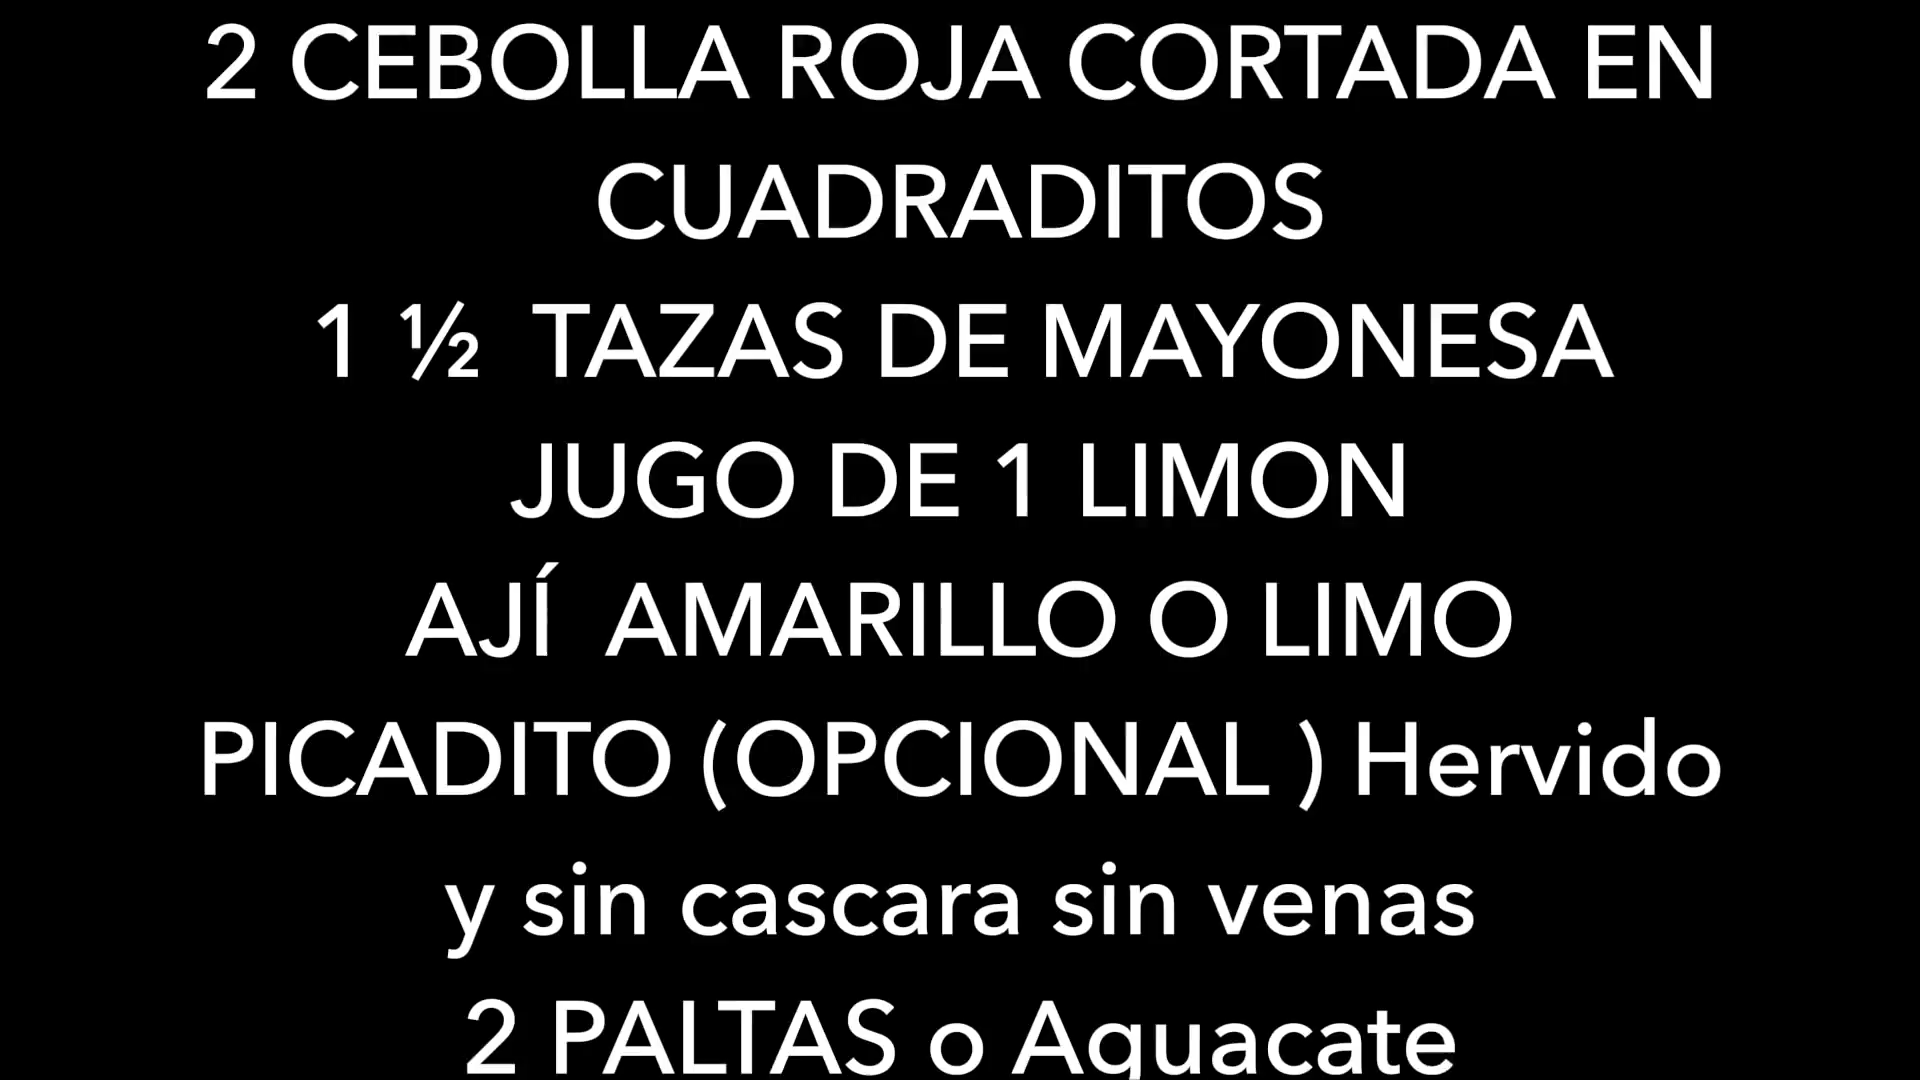 2 CEBOLLA ROJA CORTADA EN
CUADRADITOS
1 ½  TAZAS DE MAYONESA
JUGO DE 1 LIMON
AJÍ  AMARILLO O LIMO
PICADITO (OPCIONAL ) Hervido
y sin cascara sin venas
2 PALTAS o Aguacate